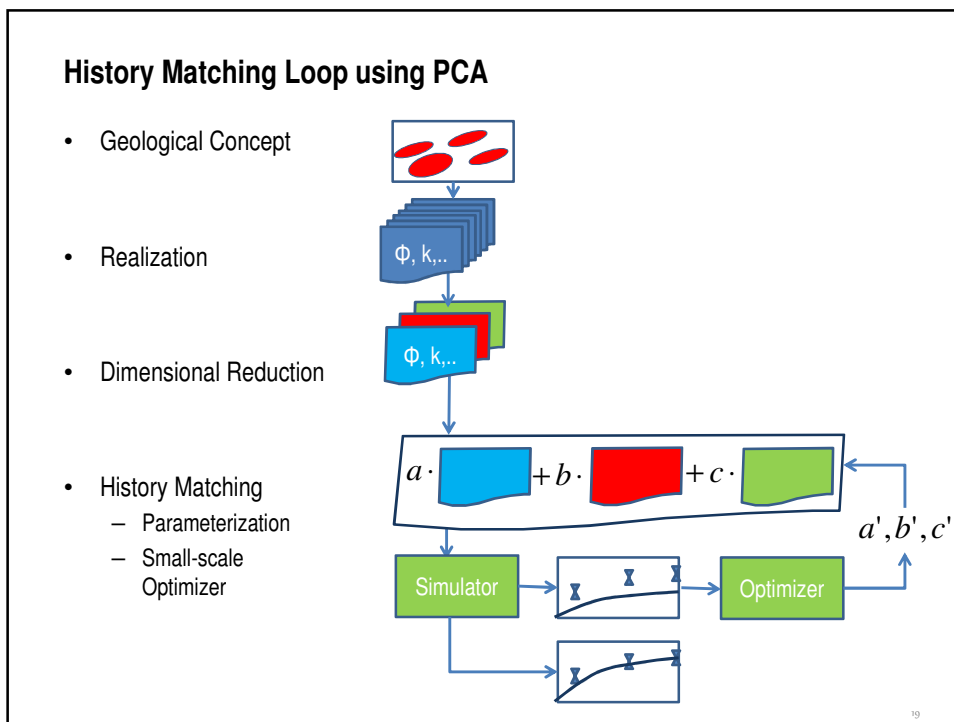 History Matching Loop using PCA
• Geological Concept
• Realization
Φ, k,..
• Dimensional Reduction
Φ, k,..
• History Matching
– Parameterization
– Small-scale
Optimizer
a · + b · + c ·
a', b', c'
Simulator
Optimizer
19